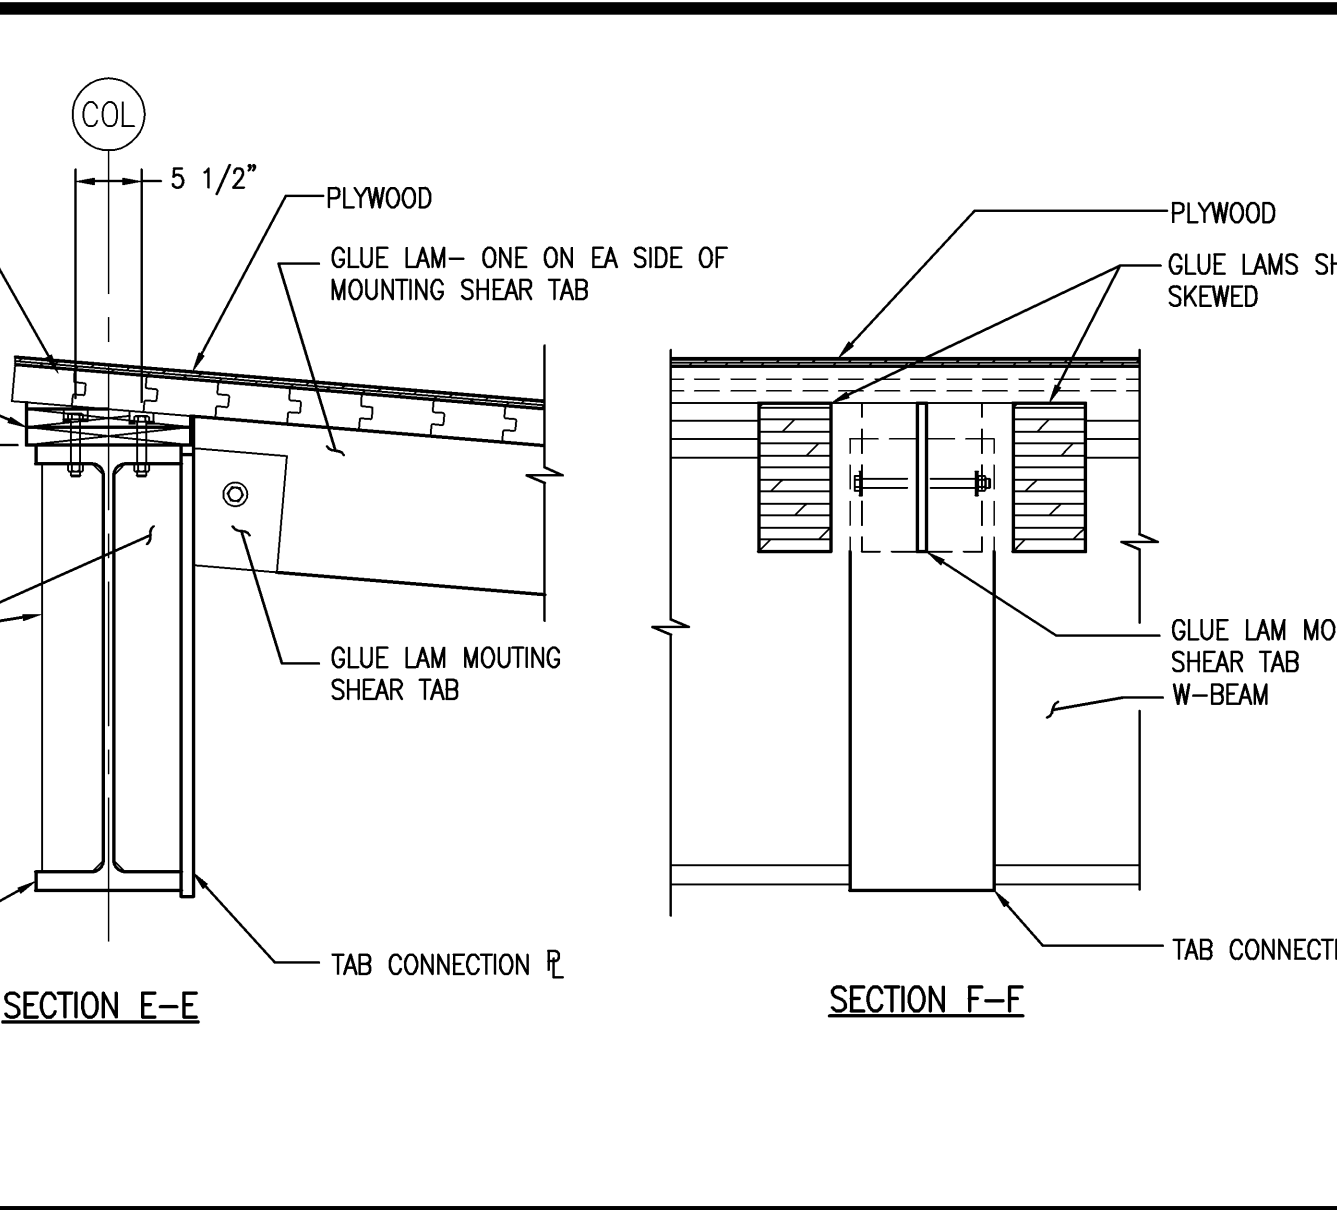 COL
5 1/2"
PLYWOOD
GLUE LAM- ONE ON EA SIDE OF
MOUNTING SHEAR TAB
GLUE LAM MOUTING
SHEAR TAB
TAB CONNECTION PL
SECTION E-E
PLYWOOD
GLUE LAMS SH
SKEWED
GLUE LAM MO
SHEAR TAB
W-BEAM
TAB CONNECTI
SECTION F-F